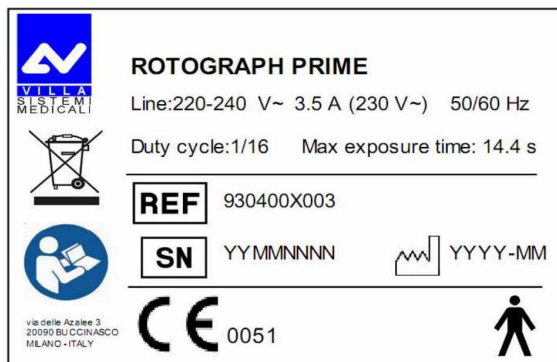 VILLA
SISTEMI
MEDICALI
ROTOGRAPH PRIME
Line:220-240 V~ 3.5 A (230 V~) 50/60 Hz
Duty cycle:1/16 Max exposure time: 14.4 s
REF 930400X003
SN YYMMNNNN YYYY-MM
via delle Azalee 3
20090 BUCCINASCO
MILANO - ITALY
CE 0051